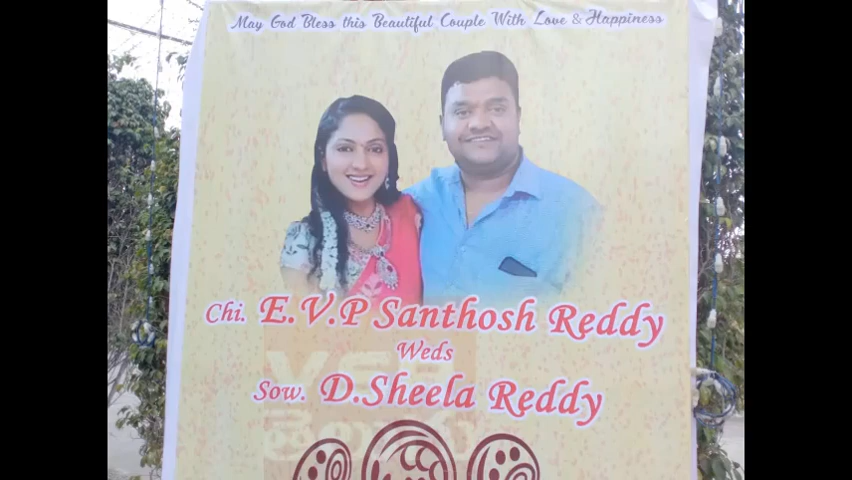 May God Bless this Beautiful Couple With Love & Happiness
Chi. E.V.P Santhosh Reddy
Weds
Sow. D.Sheela Reddy